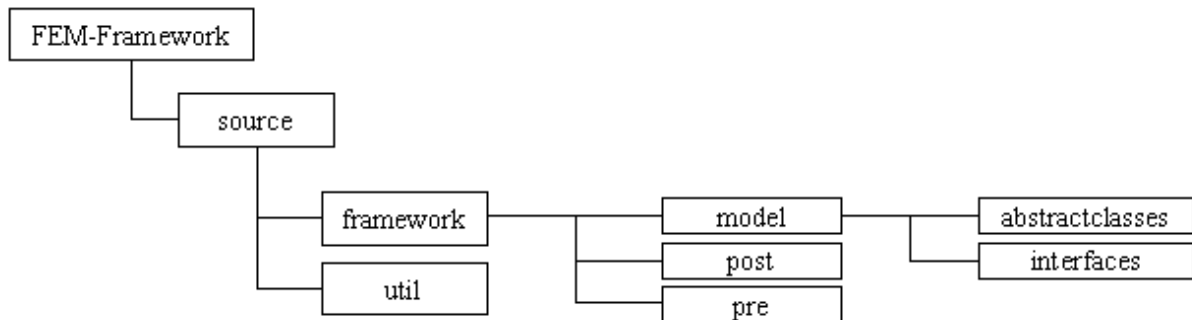 FEM-Framework
source
framework
model
abstractclasses
post
interfaces
util
pre